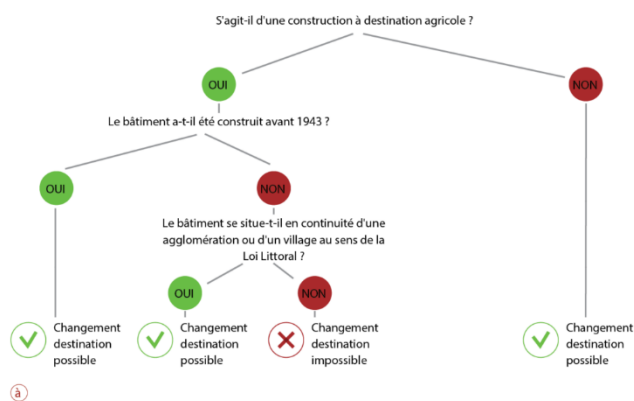 S'agit-il d'une construction à destination agricole ?
OUI
NON
Le bâtiment a-t-il été construit avant 1943 ?
OUI
NON
Le bâtiment se situe-t-il en continuité d'une
agglomération ou d'un village au sens de la
Loi Littoral ?
OUI
NON
Changement
destination
possible
Changement
destination
possible
Changement
destination
impossible
Changement
destination
possible
à